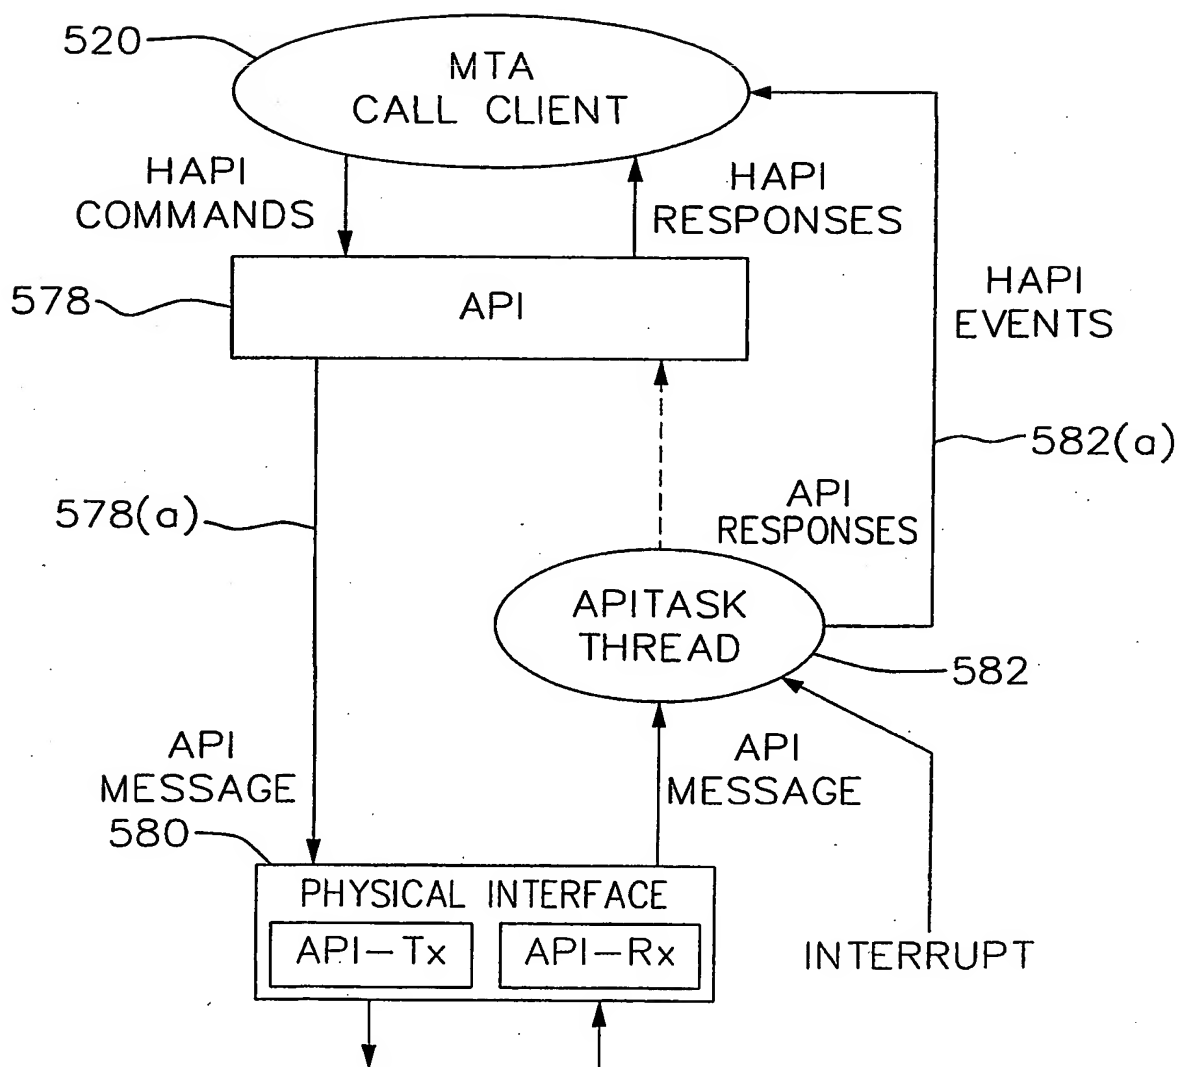 520
MTA
CALL CLIENT
HAPI
COMMANDS
HAPI
RESPONSES
578
API
HAPI
EVENTS
582(a)
578(a)
API
RESPONSES
APITASK
THREAD
582
API
MESSAGE
API
MESSAGE
580
PHYSICAL INTERFACE
API-Tx
API-Rx
INTERRUPT